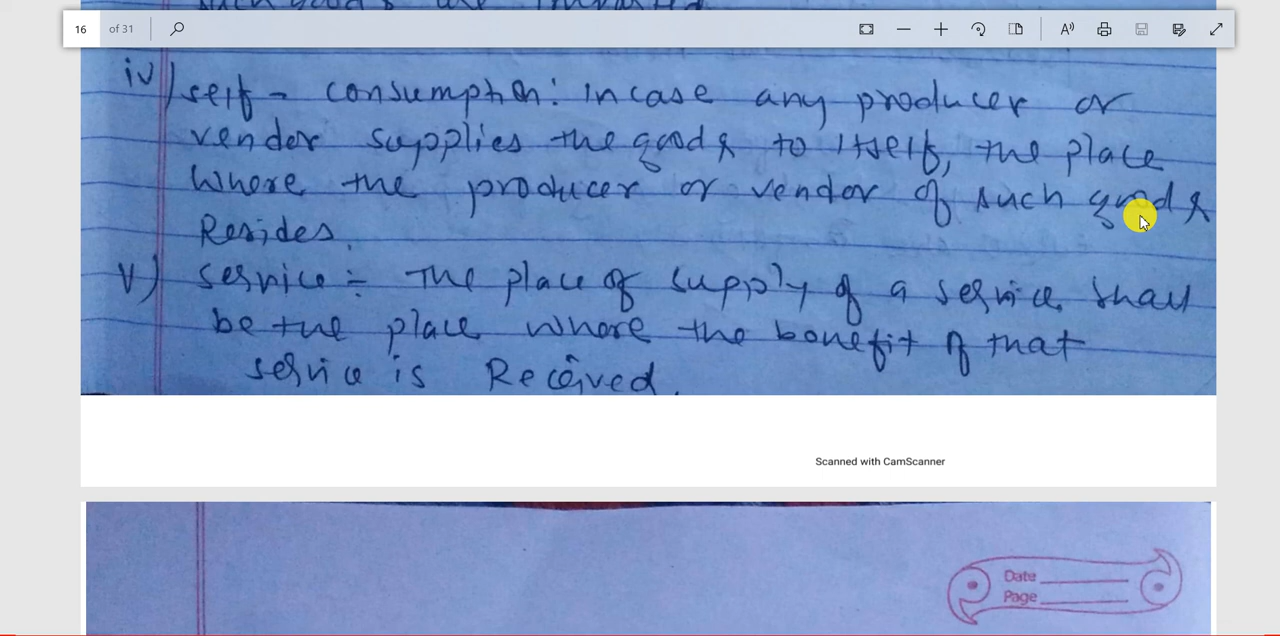 16 of 31
iv) self - consumption: incase any producer or
vendor supplies the goods to itself, the place
where the producer or vendor of such goods
Resides.
v) service :- The place of supply of a service shall
be the place where the benefit of that
service is Received.
Scanned with CamScanner
Date
Page